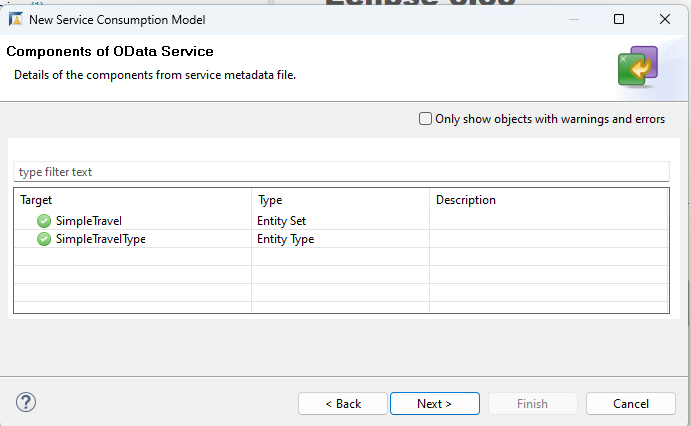 New Service Consumption Model
Components of OData Service
Details of the components from service metadata file.
Only show objects with warnings and errors
type filter text
Target Type Description
SimpleTravel Entity Set
SimpleTravelType Entity Type
< Back Next > Finish Cancel